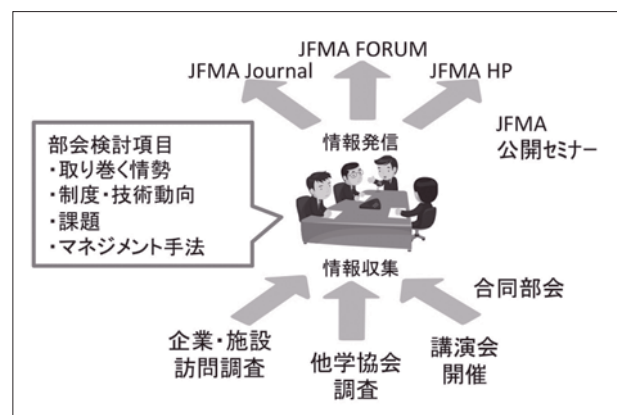 JFMA FORUM
JFMA Journal
JFMA HP
情報発信
JFMA
公開セミナー
部会検討項目
・取り巻く情勢
・制度・技術動向
・課題
・マネジメント手法
情報収集
合同部会
企業・施設
訪問調査
他学協会
調査
講演会
開催